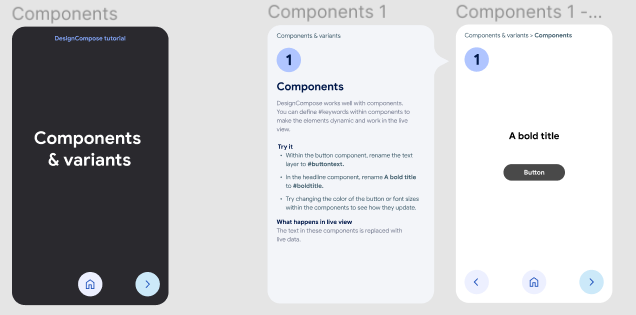 Components
DesignCompose tutorial
Components
& variants
Components 1
Components & variants
1
Components
DesignCompose works well with components.
You can define #keywords within components to
make the elements dynamic and work in the live
view.
Try it
• Within the button component, rename the text
layer to #buttontext.
• In the headline component, rename A bold title
to #boldtitle.
• Try changing the color of the button or font sizes
within the components to see how they update.
What happens in live view
The text in these components is replaced with
live data.
Components 1 -...
Components & variants > Components
1
A bold title
Button